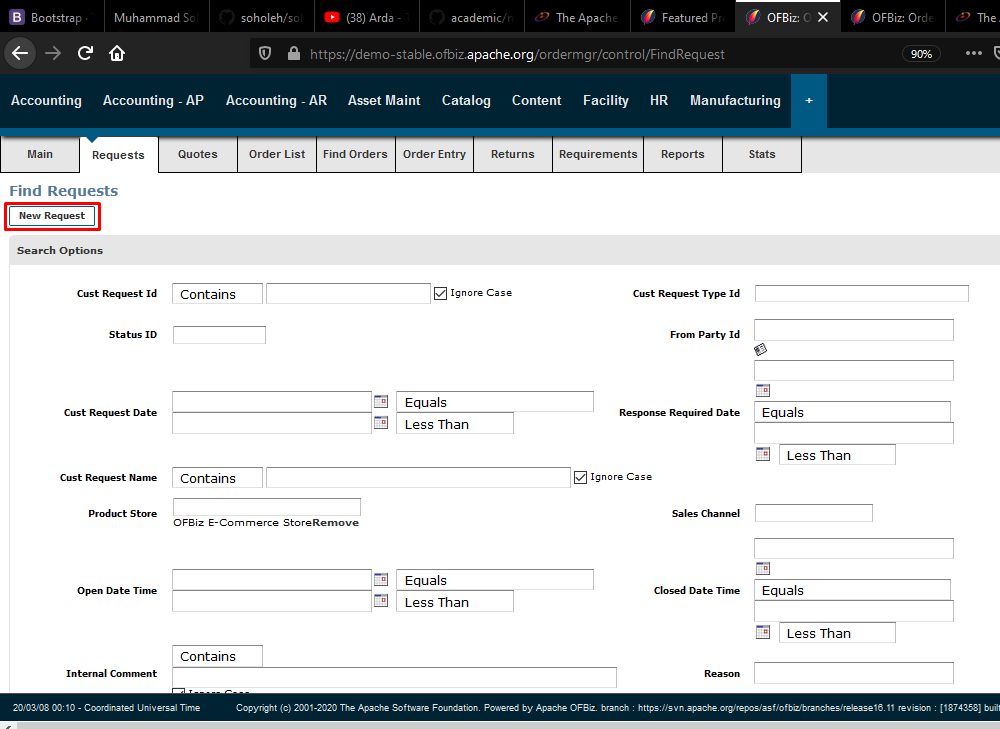 Bootstrap
Muhammad Sol
soholeh/sol
(38) Arda -
academic/r
The Apache
Featured Pr
OFBiz: O
OFBiz: Orde
The A
https://demo-stable.ofbiz.apache.org/ordermgr/control/FindRequest
90%
Accounting Accounting - AP Accounting - AR Asset Maint Catalog Content Facility HR Manufacturing +
Main Requests Quotes Order List Find Orders Order Entry Returns Requirements Reports Stats
Find Requests
New Request
Search Options
Cust Request Id Contains Ignore Case Cust Request Type Id
Status ID From Party Id
Cust Request Date Equals
Less Than
Response Required Date Equals
Less Than
Cust Request Name Contains Ignore Case
Product Store Sales Channel
OFBiz E-Commerce StoreRemove
Open Date Time Equals
Less Than
Closed Date Time Equals
Less Than
Contains
Internal Comment Reason
Ignore Case
20/03/08 00:10 - Coordinated Universal Time Copyright (c) 2001-2020 The Apache Software Foundation. Powered by Apache OFBiz. branch : https://svn.apache.org/repos/asf/ofbiz/branches/release16.11 revision : [1874358] built